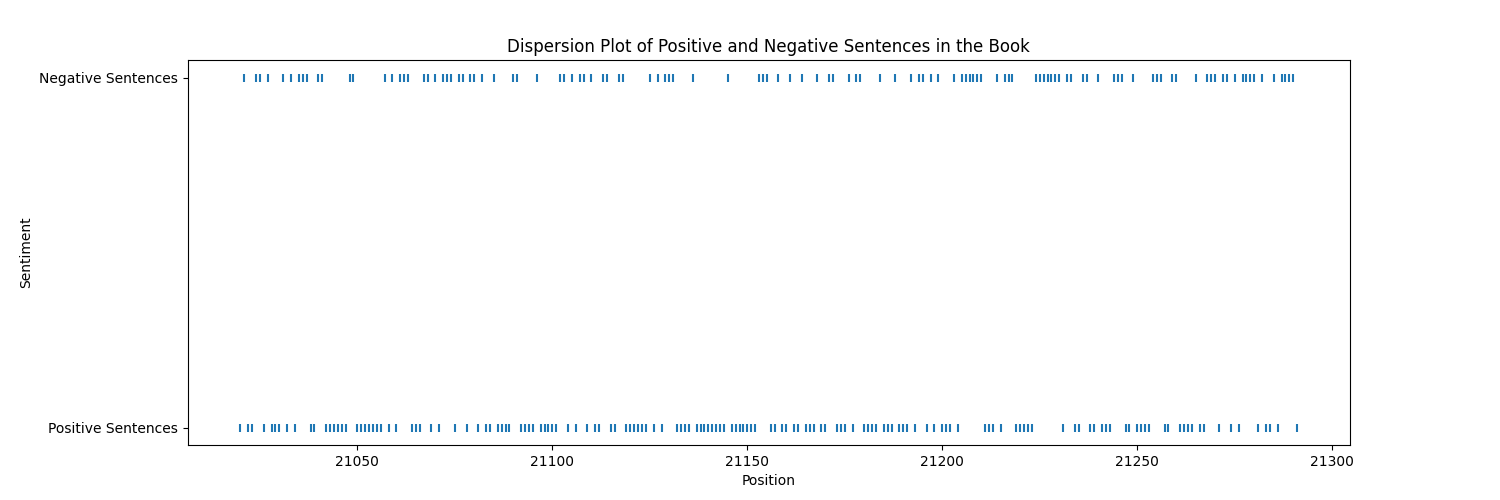 Dispersion Plot of Positive and Negative Sentences in the Book
Negative Sentences
Sentiment
Positive Sentences
21050 21100 21150 21200 21250 21300
Position